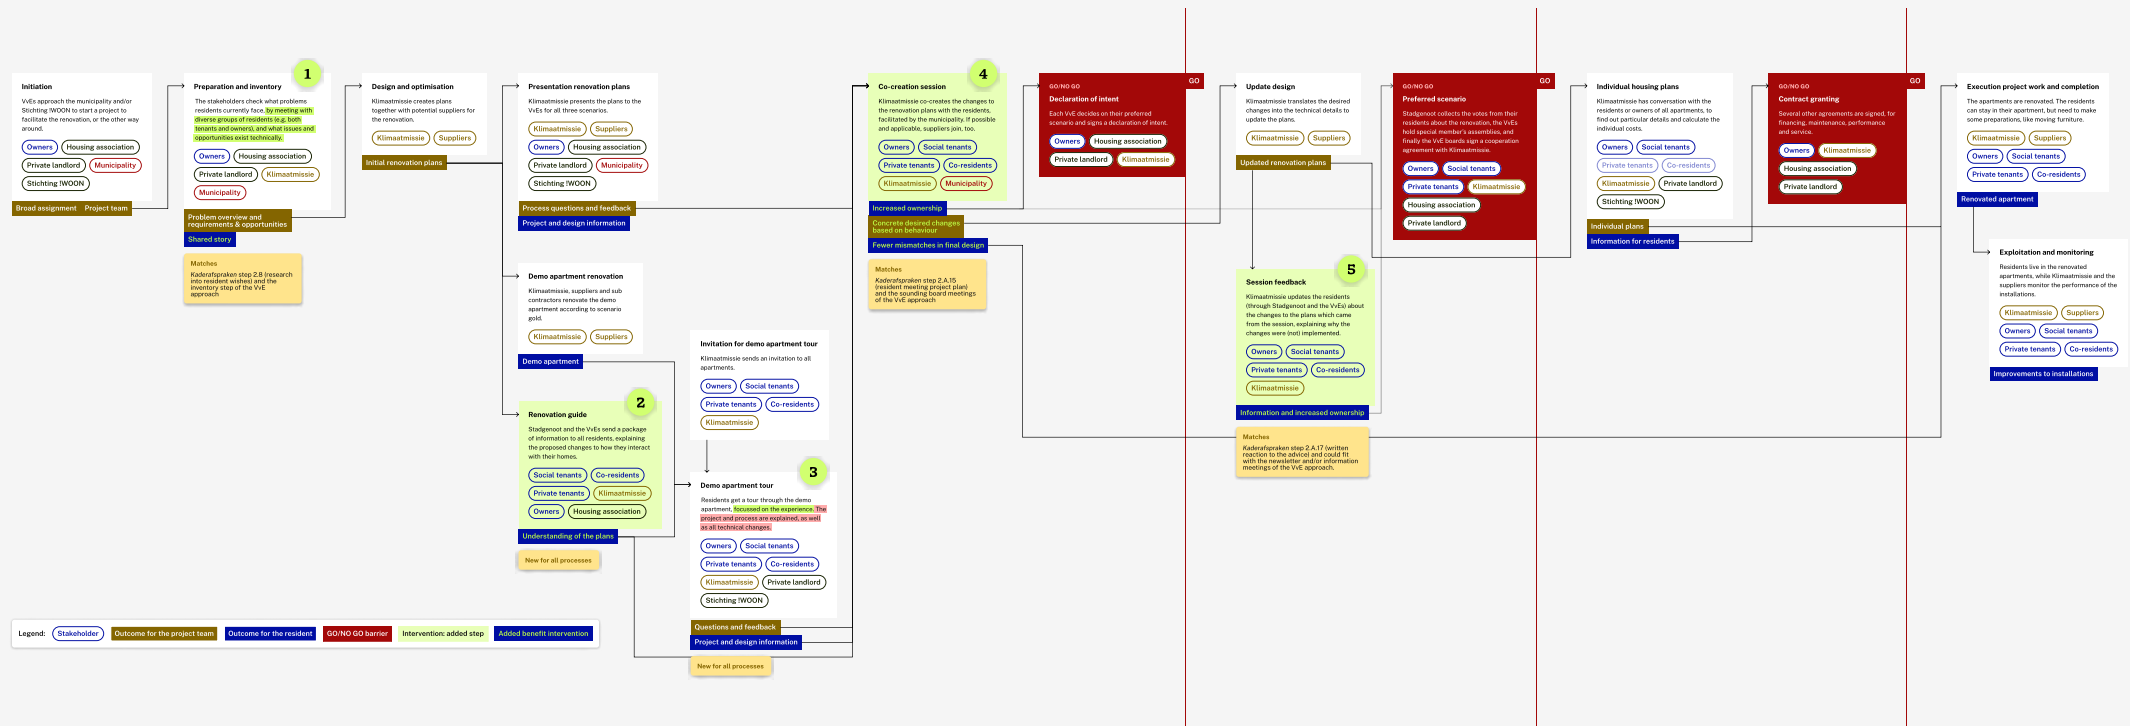 Initiation
VvEs approach the municipality and/or
Stichting !WOON to start a project to
facilitate the renovation, or the other way
around.
Owners Housing association
Private landlord Municipality
Stichting !WOON
Broad assignment Project team
1
Preparation and inventory
The stakeholders check what problems
residents currently face, by meeting with
diverse groups of residents (e.g. both
tenants and owners), and what issues and
opportunities exist technically.
Owners Housing association
Private landlord Klimaatmissie
Municipality
Problem overview and
requirements & opportunities
Shared story
Matches
Kaderafspraken step 2.8 (research
into resident wishes) and the
inventory step of the VvE
approach
Design and optimisation
Klimaatmissie creates plans
together with potential suppliers for
the renovation.
Klimaatmissie Suppliers
Initial renovation plans
Presentation renovation plans
Klimaatmissie presents the plans to the
VvEs for all three scenarios.
Klimaatmissie Suppliers
Owners Housing association
Private landlord Municipality
Stichting !WOON
Process questions and feedback
Project and design information
Demo apartment renovation
Klimaatmissie, suppliers and sub
contractors renovate the demo
apartment according to scenario
gold.
Klimaatmissie Suppliers
Demo apartment
2
Renovation guide
Stadgenoot and the VvEs send a package
of information to all residents, explaining
the proposed changes to how they interact
with their homes.
Social tenants Co-residents
Private tenants Klimaatmissie
Owners Housing association
Understanding of the plans
New for all processes
Invitation for demo apartment tour
Klimaatmissie sends an invitation to all
apartments.
Owners Social tenants
Private tenants Co-residents
Klimaatmissie
3
Demo apartment tour
Residents get a tour through the demo
apartment, focussed on the experience. The
project and process are explained, as well
as all technical changes.
Owners Social tenants
Private tenants Co-residents
Klimaatmissie Private landlord
Stichting !WOON
Questions and feedback
Project and design information
New for all processes
4
Co-creation session
Klimaatmissie co-creates the changes to
the renovation plans with the residents,
facilitated by the municipality. If possible
and applicable, suppliers join, too.
Owners Social tenants
Private tenants Co-residents
Klimaatmissie Municipality
Increased ownership
Concrete desired changes
based on behaviour
Fewer mismatches in final design
Matches
Kaderafspraken step 2.A.15
(resident meeting project plan)
and the sounding board meetings
of the VvE approach
GO
GO/NO GO
Declaration of intent
Each VvE decides on their preferred
scenario and signs a declaration of intent.
Owners Housing association
Private landlord Klimaatmissie
Update design
Klimaatmissie translates the desired
changes into the technical details to
update the plans.
Klimaatmissie Suppliers
Updated renovation plans
5
Session feedback
Klimaatmissie updates the residents
(through Stadgenoot and the VvEs) about
the changes to the plans which came
from the session, explaining why the
changes were (not) implemented.
Owners Social tenants
Private tenants Co-residents
Klimaatmissie
Information and increased ownership
Matches
Kaderafspraken step 2.A.17 (written
reaction to the advice) and could fit
with the newsletter and/or information
meetings of the VvE approach.
GO
GO/NO GO
Preferred scenario
Stadgenoot collects the votes from their
residents about the renovation, the VvEs
hold special member's assemblies, and
finally the VvE boards sign a cooperation
agreement with Klimaatmissie.
Owners Social tenants
Private tenants Klimaatmissie
Housing association
Private landlord
Individual housing plans
Klimaatmissie has conversation with the
residents or owners of all apartments, to
find out particular details and calculate the
individual costs.
Owners Social tenants
Private tenants Co-residents
Klimaatmissie Private landlord
Stichting !WOON
Individual plans
Information for residents
GO
GO/NO GO
Contract granting
Several other agreements are signed, for
financing, maintenance, performance
and service.
Owners Klimaatmissie
Housing association
Private landlord
Execution project work and completion
The apartments are renovated. The residents
can stay in their apartment, but need to make
some preparations, like moving furniture.
Klimaatmissie Suppliers
Owners Social tenants
Private tenants Co-residents
Renovated apartment
Exploitation and monitoring
Residents live in the renovated
apartments, while Klimaatmissie and the
suppliers monitor the performance of the
installations.
Klimaatmissie Suppliers
Owners Social tenants
Private tenants Co-residents
Improvements to installations
Legend: Stakeholder Outcome for the project team Outcome for the resident GO/NO GO barrier Intervention: added step Added benefit intervention